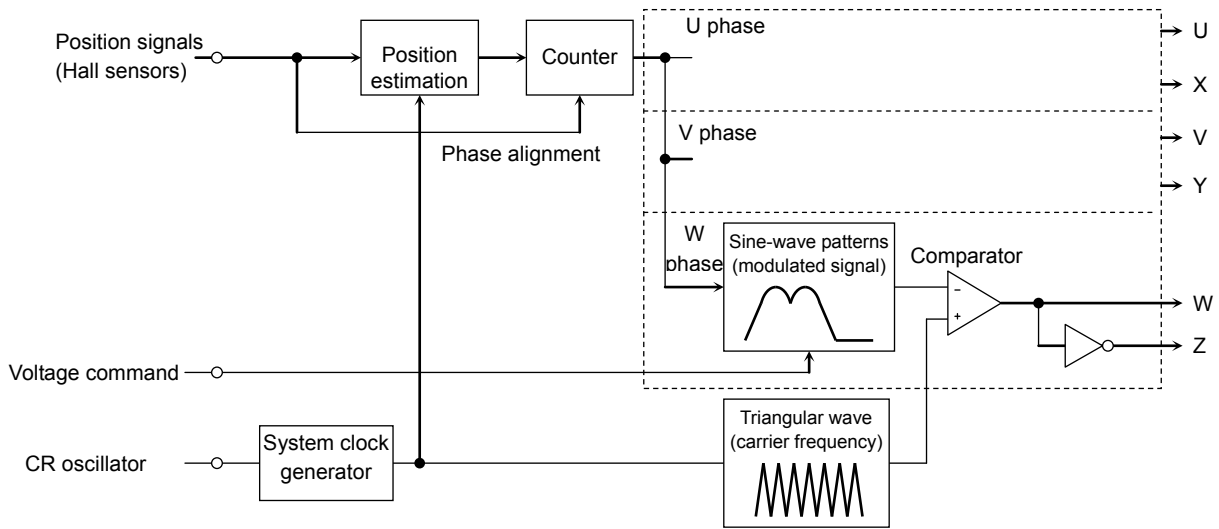 Position signals
(Hall sensors)
Position
estimation
Counter
Phase alignment
U phase
U
X
V phase
V
Y
W
phase
Sine-wave patterns
(modulated signal)
Comparator
−
+
W
Z
Voltage command
CR oscillator
System clock
generator
Triangular wave
(carrier frequency)